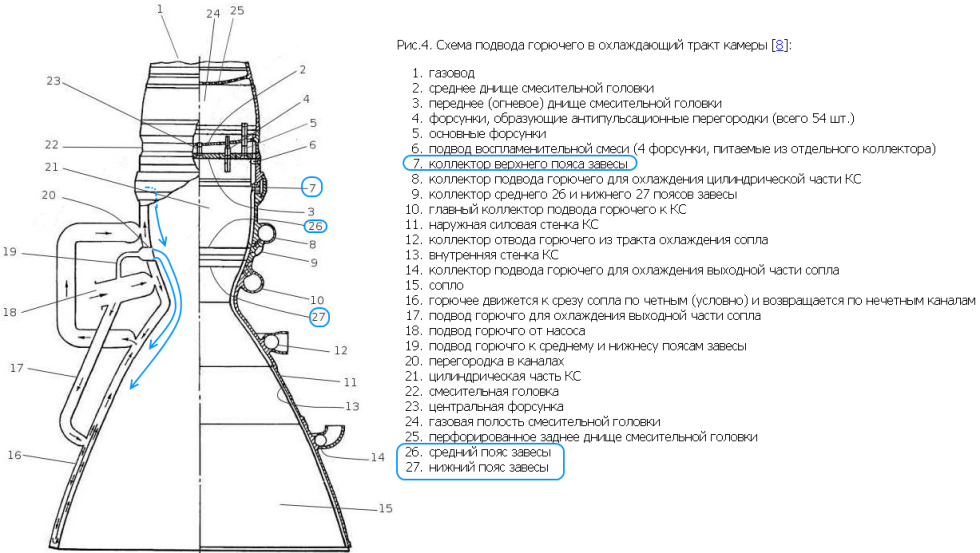 1
24
25
23
2
4
5
22
6
21
7
20
3
26
19
8
9
18
10
27
12
17
11
13
16
14
15
Рис.4. Схема подвода горючего в охлаждающий тракт камеры [8]:
1. газовод
2. среднее днище смесительной головки
3. переднее (огневое) днище смесительной головки
4. форсунки, образующие антипульсационные перегородки (всего 54 шт.)
5. основные форсунки
6. подвод воспламенительной смеси (4 форсунки, питаемые из отдельного коллектора)
7. коллектор верхнего пояса завесы
8. коллектор подвода горючего для охлаждения цилиндрической части КС
9. коллектор среднего 26 и нижнего 27 поясов завесы
10. главный коллектор подвода горючего к КС
11. наружная силовая стенка КС
12. коллектор отвода горючего из тракта охлаждения сопла
13. внутренняя стенка КС
14. коллектор подвода горючего для охлаждения выходной части сопла
15. сопло
16. горючее движется к срезу сопла по четным (условно) и возвращается по нечетным каналам
17. подвод горючго для охлаждения выходной части сопла
18. подвод горючго от насоса
19. подвод горючго к среднему и нижнесу поясам завесы
20. перегородка в каналах
21. цилиндрическая часть КС
22. смесительная головка
23. центральная форсунка
24. газовая полость смесительной головки
25. перфорированное заднее днище смесительной головки
26. средний пояс завесы
27. нижний пояс завесы